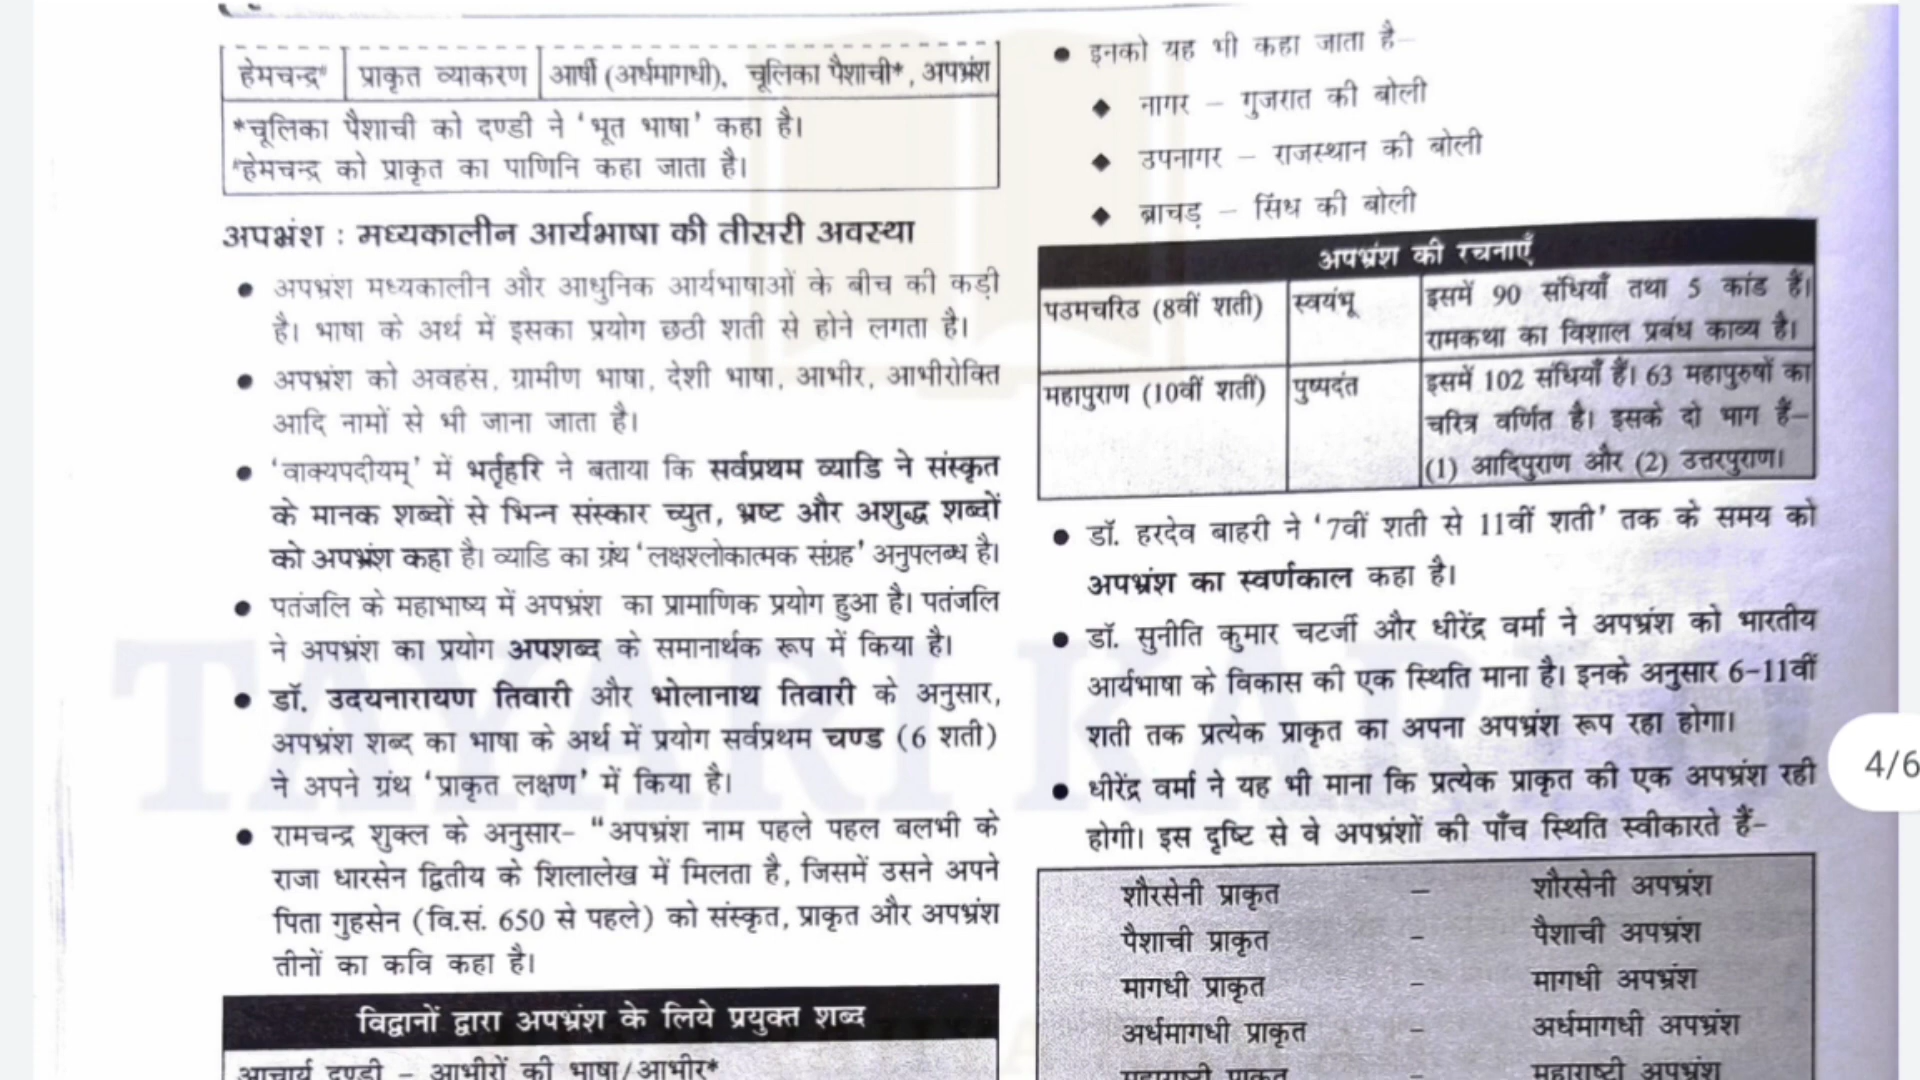 हेमचन्द्र* प्राकृत व्याकरण आर्षी (अर्धमागधी), चूलिका पैशाची*, अपभ्रंश
*चूलिका पैशाची को दण्डी ने ‘भूत भाषा’ कहा है।
*हेमचन्द्र को प्राकृत का पाणिनि कहा जाता है।
अपभ्रंश : मध्यकालीन आर्यभाषा की तीसरी अवस्था
● अपभ्रंश मध्यकालीन और आधुनिक आर्यभाषाओं के बीच की कड़ी
है। भाषा के अर्थ में इसका प्रयोग छठी शती से होने लगता है।
● अपभ्रंश को अवहंस, ग्रामीण भाषा, देशी भाषा, आभीर, आभीरोक्ति
आदि नामों से भी जाना जाता है।
● ‘वाक्यपदीयम्’ में भर्तृहरि ने बताया कि सर्वप्रथम व्याडि ने संस्कृत
के मानक शब्दों से भिन्न संस्कार च्युत, भ्रष्ट और अशुद्ध शब्दों
को अपभ्रंश कहा है। व्याडि का ग्रंथ ‘लक्षश्लोकात्मक संग्रह’ अनुपलब्ध है।
● पतंजलि के महाभाष्य में अपभ्रंश का प्रामाणिक प्रयोग हुआ है। पतंजलि
ने अपभ्रंश का प्रयोग अपशब्द के समानार्थक रूप में किया है।
● डॉ. उदयनारायण तिवारी और भोलानाथ तिवारी के अनुसार,
अपभ्रंश शब्द का भाषा के अर्थ में प्रयोग सर्वप्रथम चण्ड (6 शती)
ने अपने ग्रंथ ‘प्राकृत लक्षण’ में किया है।
● रामचन्द्र शुक्ल के अनुसार– “अपभ्रंश नाम पहले पहल बलभी के
राजा धारसेन द्वितीय के शिलालेख में मिलता है, जिसमें उसने अपने
पिता गुहसेन (वि.सं. 650 से पहले) को संस्कृत, प्राकृत और अपभ्रंश
तीनों का कवि कहा है।
विद्वानों द्वारा अपभ्रंश के लिये प्रयुक्त शब्द
आचार्य दण्डी – आभीरों की भाषा/आभीर*
● इनको यह भी कहा जाता है–
◆ नागर – गुजरात की बोली
◆ उपनागर – राजस्थान की बोली
◆ ब्राचड़ – सिंध की बोली
अपभ्रंश की रचनाएँ
पउमचरिउ (8वीं शती) स्वयंभू इसमें 90 संधियाँ तथा 5 कांड हैं।
रामकथा का विशाल प्रबंध काव्य है।
महापुराण (10वीं शती) पुष्पदंत इसमें 102 संधियाँ हैं। 63 महापुरुषों का
चरित्र वर्णित है। इसके दो भाग हैं–
(1) आदिपुराण और (2) उत्तरपुराण।
● डॉ. हरदेव बाहरी ने ‘7वीं शती से 11वीं शती’ तक के समय को
अपभ्रंश का स्वर्णकाल कहा है।
● डॉ. सुनीति कुमार चटर्जी और धीरेंद्र वर्मा ने अपभ्रंश को भारतीय
आर्यभाषा के विकास की एक स्थिति माना है। इनके अनुसार 6–11वीं
शती तक प्रत्येक प्राकृत का अपना अपभ्रंश रूप रहा होगा।
● धीरेंद्र वर्मा ने यह भी माना कि प्रत्येक प्राकृत की एक अपभ्रंश रही
होगी। इस दृष्टि से वे अपभ्रंशों की पाँच स्थिति स्वीकारते हैं–
शौरसेनी प्राकृत – शौरसेनी अपभ्रंश
पैशाची प्राकृत – पैशाची अपभ्रंश
मागधी प्राकृत – मागधी अपभ्रंश
अर्धमागधी प्राकृत – अर्धमागधी अपभ्रंश
महाराष्ट्री प्राकृत महाराष्ट्री अपभ्रंश
4/6
TAYARI KARO